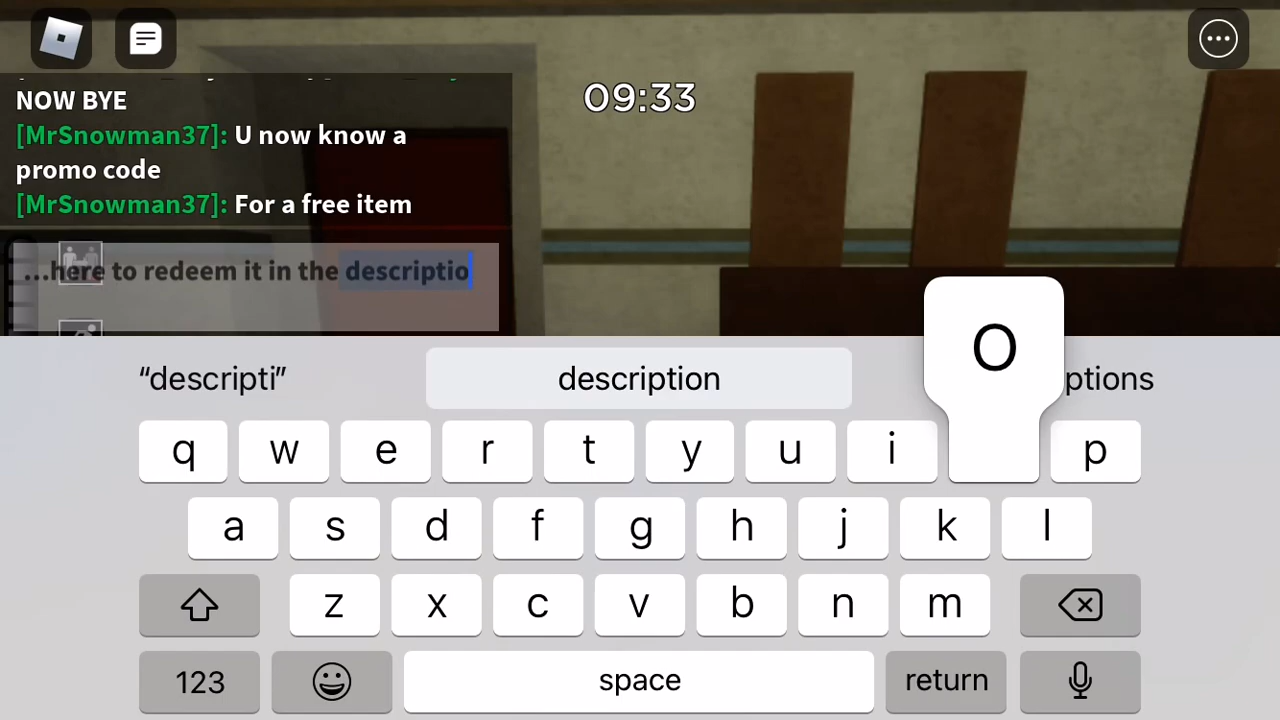 09:33
NOW BYE
[MrSnowman37]: U now know a
promo code
[MrSnowman37]: For a free item
...here to redeem it in the descriptio
“descripti” description ptions
O
q w e r t y u i p
a s d f g h j k l
z x c v b n m
123 space return